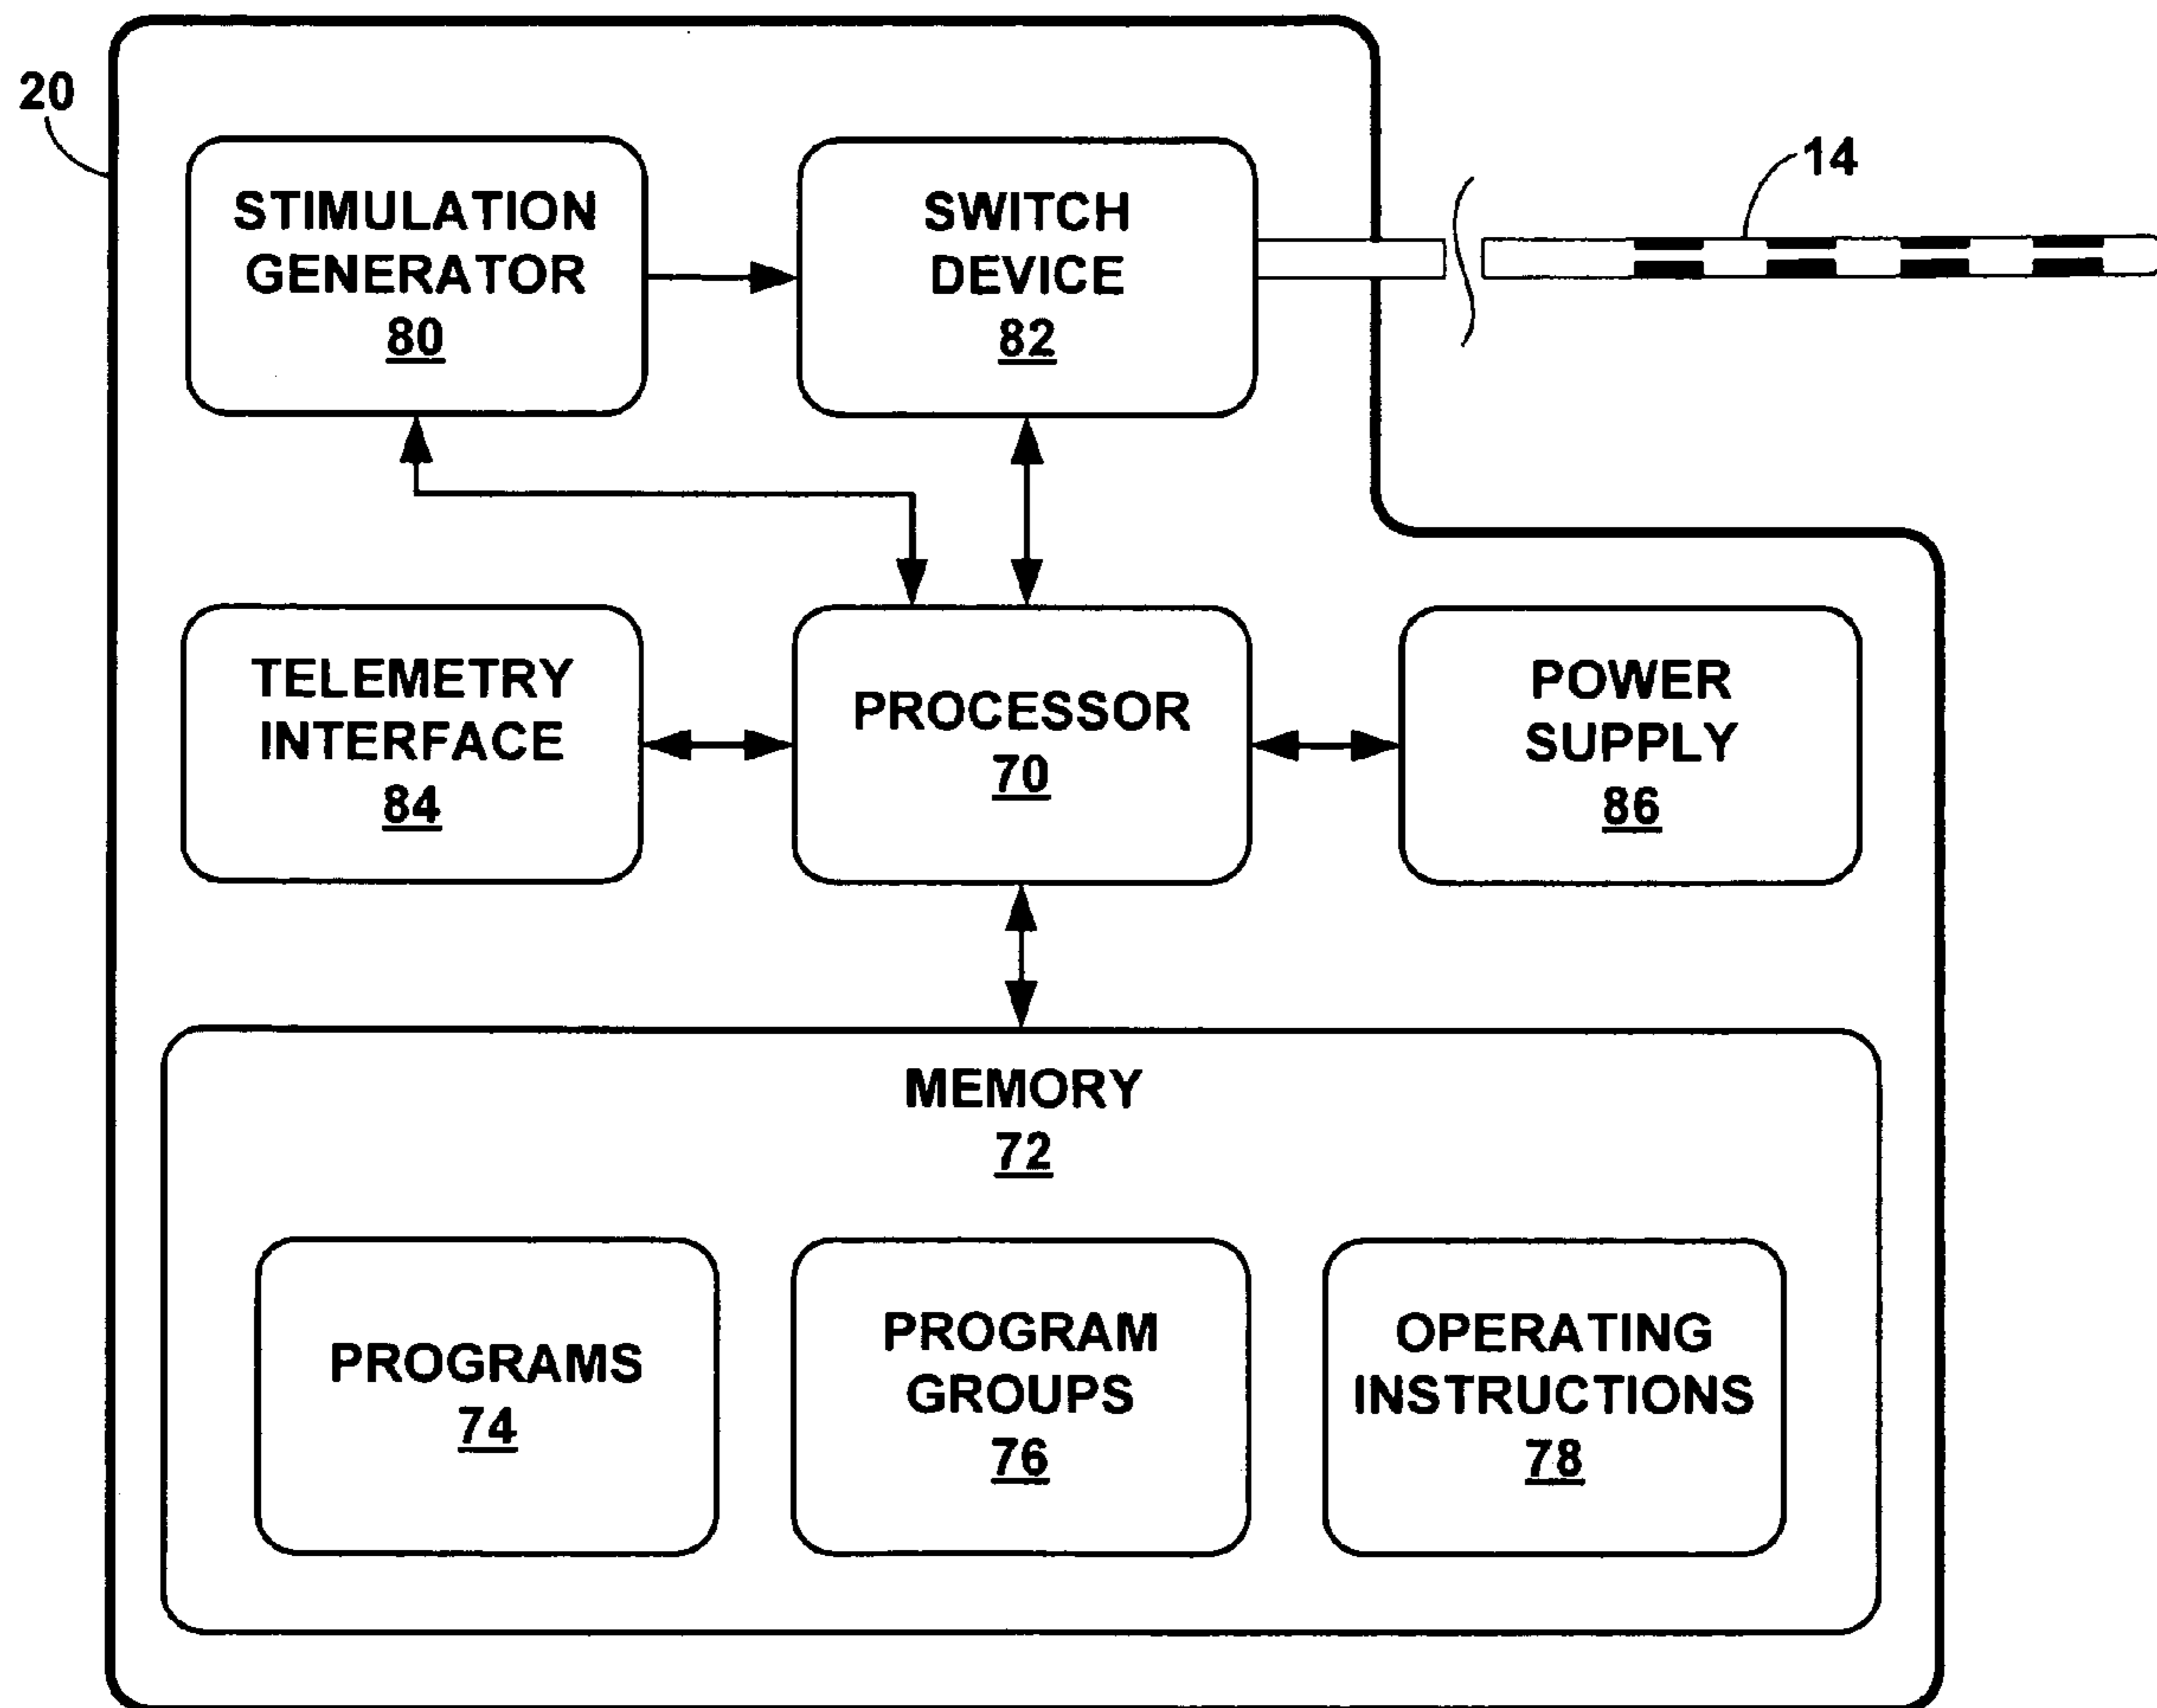 20
14
STIMULATION
GENERATOR
80
SWITCH
DEVICE
82
TELEMETRY
INTERFACE
84
PROCESSOR
70
POWER
SUPPLY
86
MEMORY
72
PROGRAMS
74
PROGRAM
GROUPS
76
OPERATING
INSTRUCTIONS
78